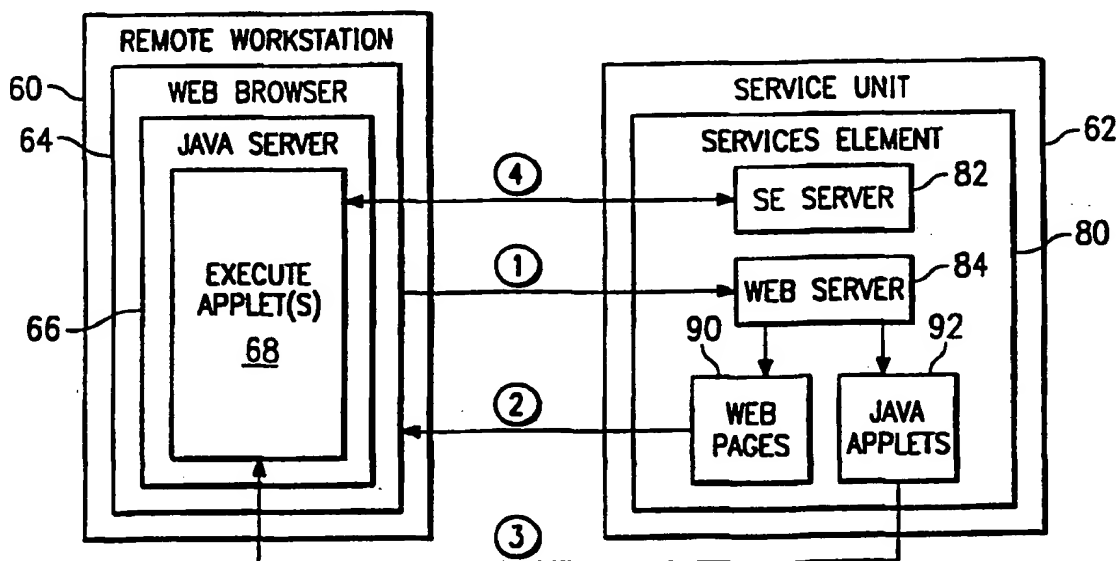 REMOTE WORKSTATION
60
WEB BROWSER
64
JAVA SERVER
EXECUTE
APPLET(S)
68
66
4
1
2
3
SERVICE UNIT
62
SERVICES ELEMENT
80
SE SERVER
82
WEB SERVER
84
90
WEB
PAGES
92
JAVA
APPLETS